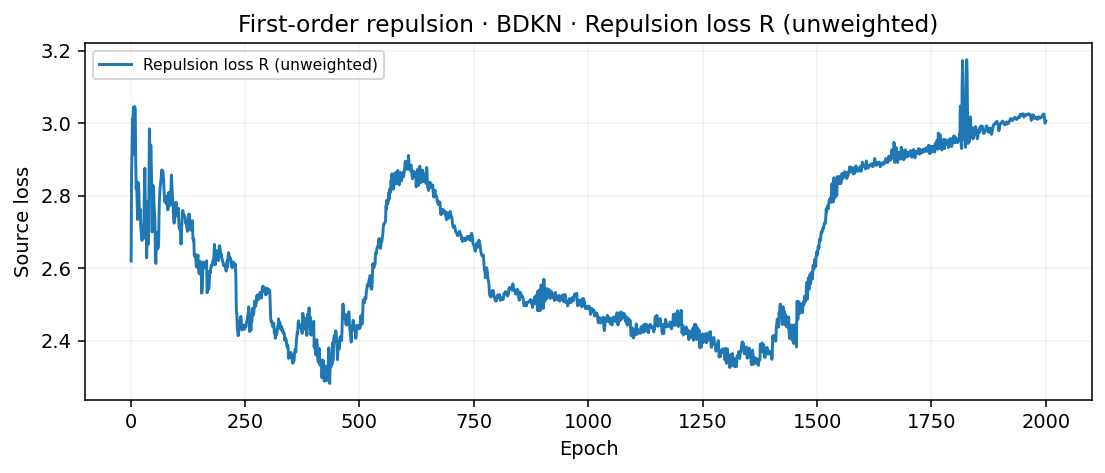 First-order repulsion · BDKN · Repulsion loss R (unweighted)
Repulsion loss R (unweighted)
Source loss
3.2
3.0
2.8
2.6
2.4
0 250 500 750 1000 1250 1500 1750 2000
Epoch